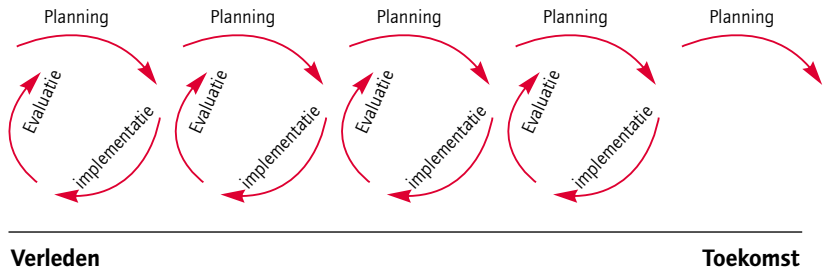 Planning Planning Planning Planning Planning
Evaluatie implementatie Evaluatie implementatie Evaluatie implementatie Evaluatie implementatie
Verleden Toekomst